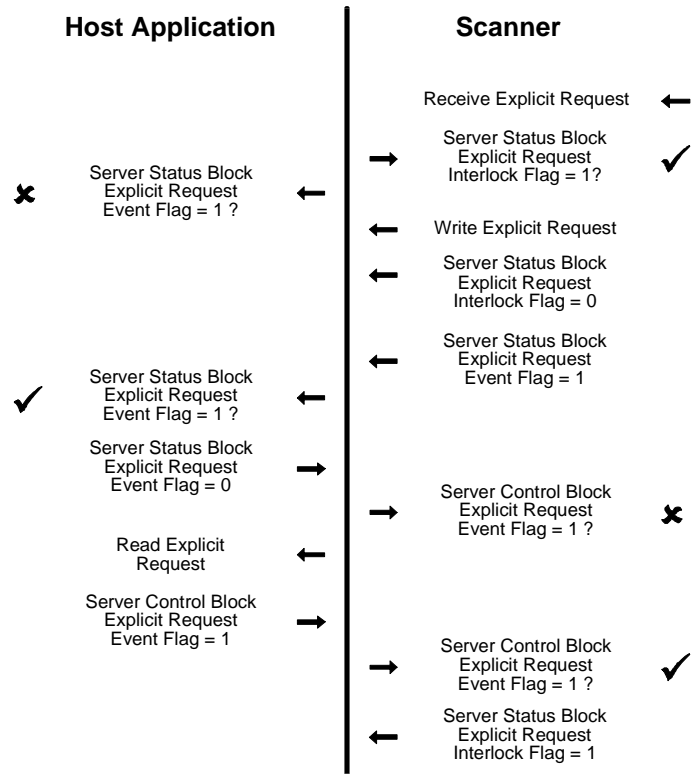 Host Application
Scanner
Receive Explicit Request
Server Status Block
Explicit Request
Interlock Flag = 1?
Server Status Block
Explicit Request
Event Flag = 1 ?
Write Explicit Request
Server Status Block
Explicit Request
Interlock Flag = 0
Server Status Block
Explicit Request
Event Flag = 1
Server Status Block
Explicit Request
Event Flag = 1 ?
Server Status Block
Explicit Request
Event Flag = 0
Server Control Block
Explicit Request
Event Flag = 1 ?
Read Explicit
Request
Server Control Block
Explicit Request
Event Flag = 1
Server Control Block
Explicit Request
Event Flag = 1 ?
Server Status Block
Explicit Request
Interlock Flag = 1